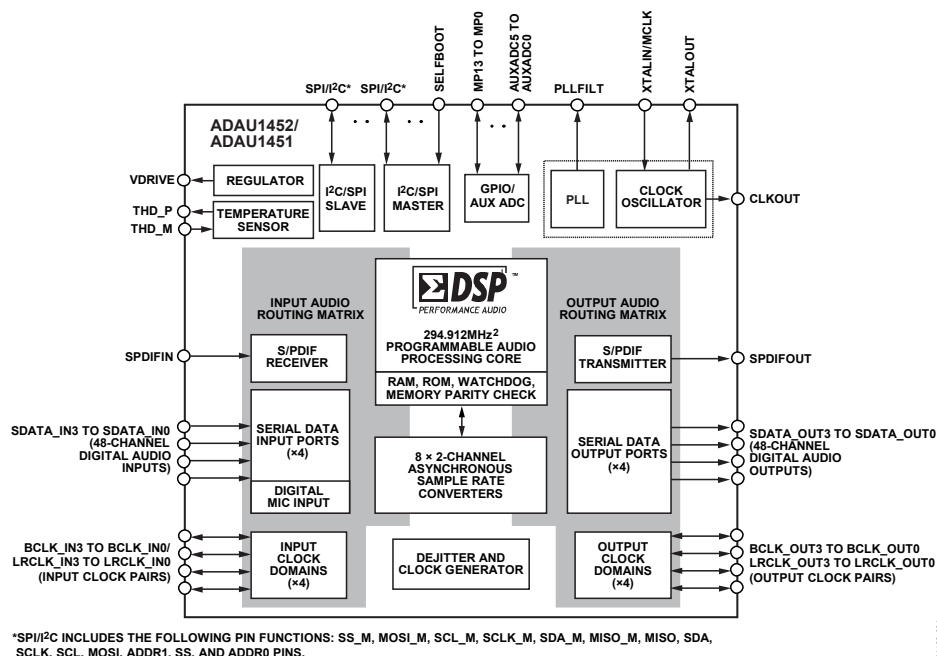 SPI/I2C*
SPI/I2C*
SELFBOOT
MP13 TO MP0
AUXADC5 TO
AUXADC0
PLLFILT
XTALIN/MCLK
XTALOUT
ADAU1452/
ADAU1451
VDRIVE
REGULATOR
THD_P
THD_M
TEMPERATURE
SENSOR
I2C/SPI
SLAVE
I2C/SPI
MASTER
GPIO/
AUX ADC
PLL
CLOCK
OSCILLATOR
CLKOUT
INPUT AUDIO
ROUTING MATRIX
DSP™
PERFORMANCE AUDIO
294.912MHz2
PROGRAMMABLE AUDIO
PROCESSING CORE
RAM, ROM, WATCHDOG,
MEMORY PARITY CHECK
OUTPUT AUDIO
ROUTING MATRIX
SPDIFIN
S/PDIF
RECEIVER
S/PDIF
TRANSMITTER
SPDIFOUT
SDATA_IN3 TO SDATA_IN0
(48-CHANNEL
DIGITAL AUDIO
INPUTS)
SERIAL DATA
INPUT PORTS
(×4)
DIGITAL
MIC INPUT
8 × 2-CHANNEL
ASYNCHRONOUS
SAMPLE RATE
CONVERTERS
SERIAL DATA
OUTPUT PORTS
(×4)
SDATA_OUT3 TO SDATA_OUT0
(48-CHANNEL
DIGITAL AUDIO
OUTPUTS)
BCLK_IN3 TO BCLK_IN0/
LRCLK_IN3 TO LRCLK_IN0
(INPUT CLOCK PAIRS)
INPUT
CLOCK
DOMAINS
(×4)
DEJITTER AND
CLOCK GENERATOR
OUTPUT
CLOCK
DOMAINS
(×4)
BCLK_OUT3 TO BCLK_OUT0
LRCLK_OUT3 TO LRCLK_OUT0
(OUTPUT CLOCK PAIRS)
*SPI/I2C INCLUDES THE FOLLOWING PIN FUNCTIONS: SS_M, MOSI_M, SCL_M, SCLK_M, SDA_M, MISO_M, MISO, SDA,
SCLK, SCL, MOSI, ADDR1, SS, AND ADDR0 PINS.